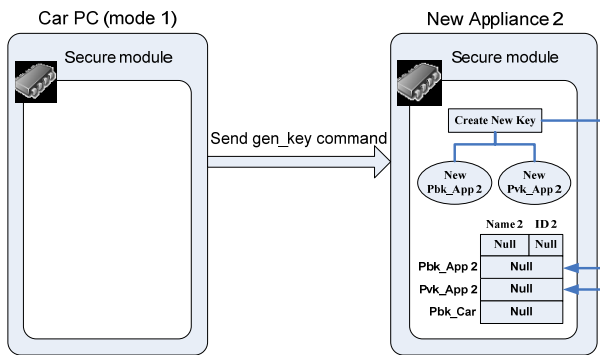 Car PC (mode 1)
New Appliance 2
Secure module
Secure module
Send gen_key command
Create New Key
New
Pbk_App 2
New
Pvk_App 2
Name 2 ID 2
Null Null
Pbk_App 2 Null
Pvk_App 2 Null
Pbk_Car Null